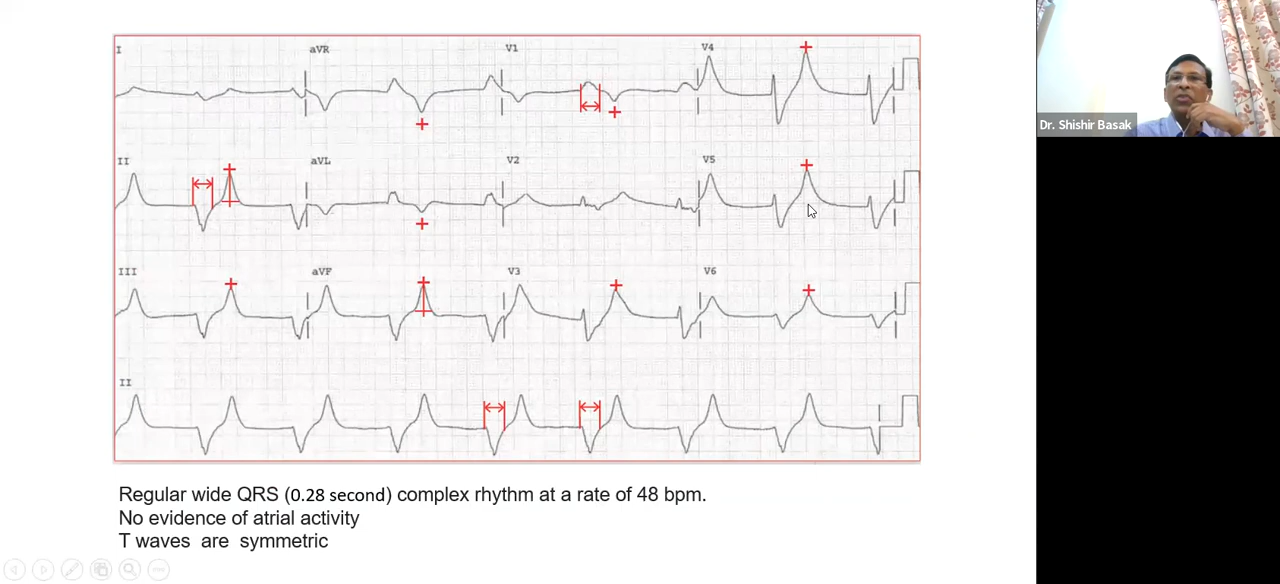 I aVR V1 V4
II aVL V2 V5
III aVF V3 V6
II
Regular wide QRS (0.28 second) complex rhythm at a rate of 48 bpm.
No evidence of atrial activity
T waves are symmetric
Dr. Shishir Basak